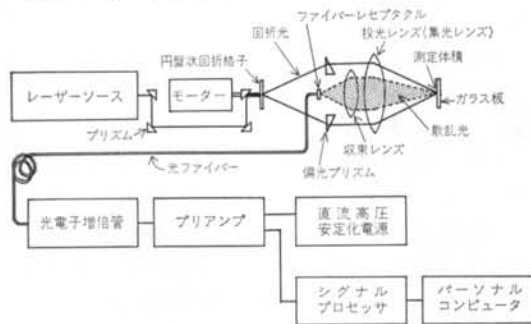 ファイバーレセプタクル
回折光
投光レンズ(集光レンズ)
円盤状回折格子
測定体積
レーザーソース
モーター
ガラス板
プリズム
散乱光
収束レンズ
光ファイバー
偏光プリズム
光電子増倍管
プリアンプ
直流高圧
安定化電源
シグナル
プロセッサ
パーソナル
コンピュータ